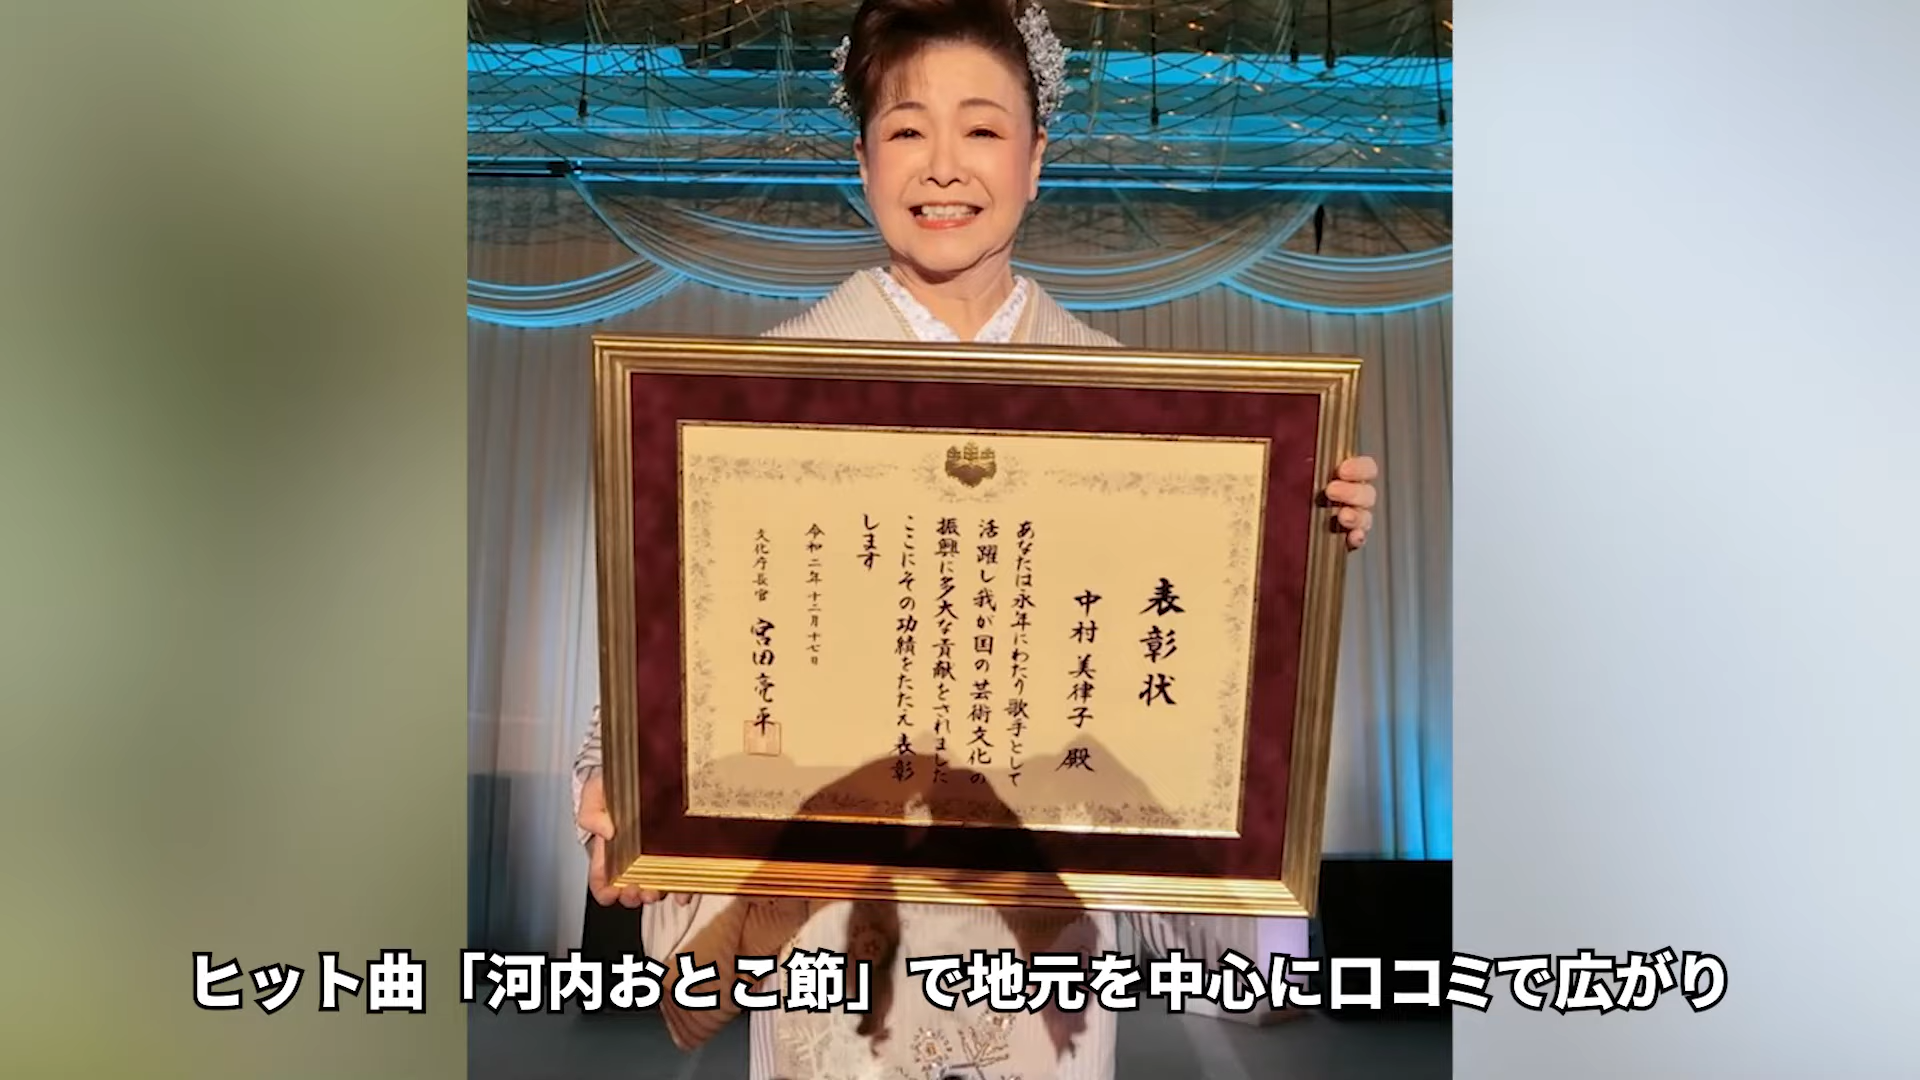 表彰状
中村美律子殿
あなたは永年にわたり歌手として
活躍し我が国の芸術文化の
振興に多大な貢献をされました
ここにその功績をたたえ表彰
します
令和二年十二月十七日
文化庁長官 宮田亮平
ヒット曲「河内おとこ節」で地元を中心に口コミで広がり